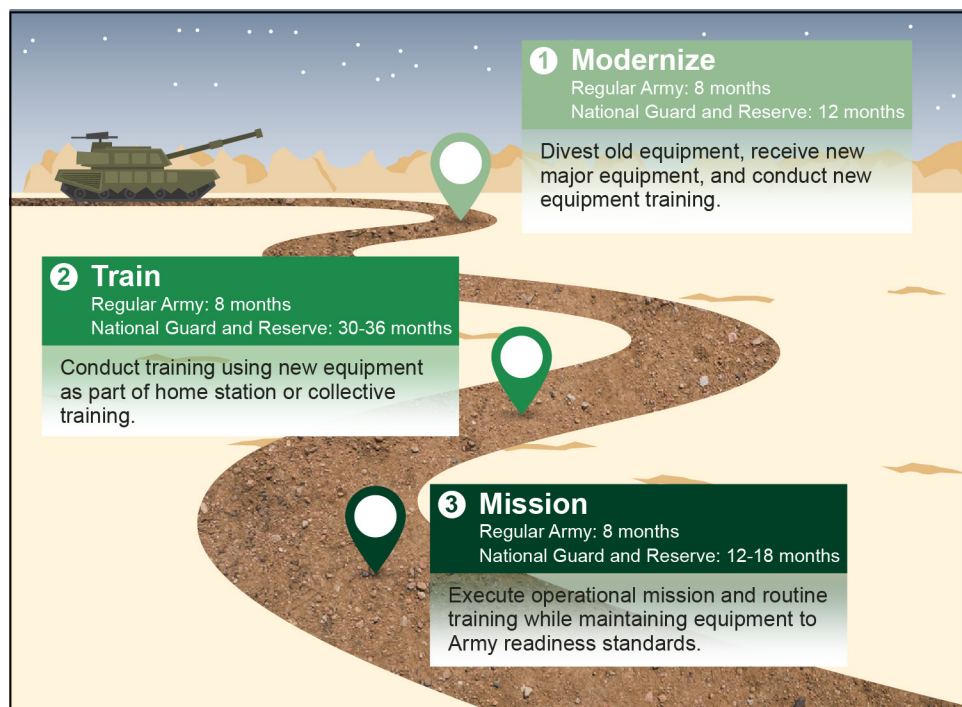 1 Modernize
Regular Army: 8 months
National Guard and Reserve: 12 months
Divest old equipment, receive new
major equipment, and conduct new
equipment training.
2 Train
Regular Army: 8 months
National Guard and Reserve: 30-36 months
Conduct training using new equipment
as part of home station or collective
training.
3 Mission
Regular Army: 8 months
National Guard and Reserve: 12-18 months
Execute operational mission and routine
training while maintaining equipment to
Army readiness standards.